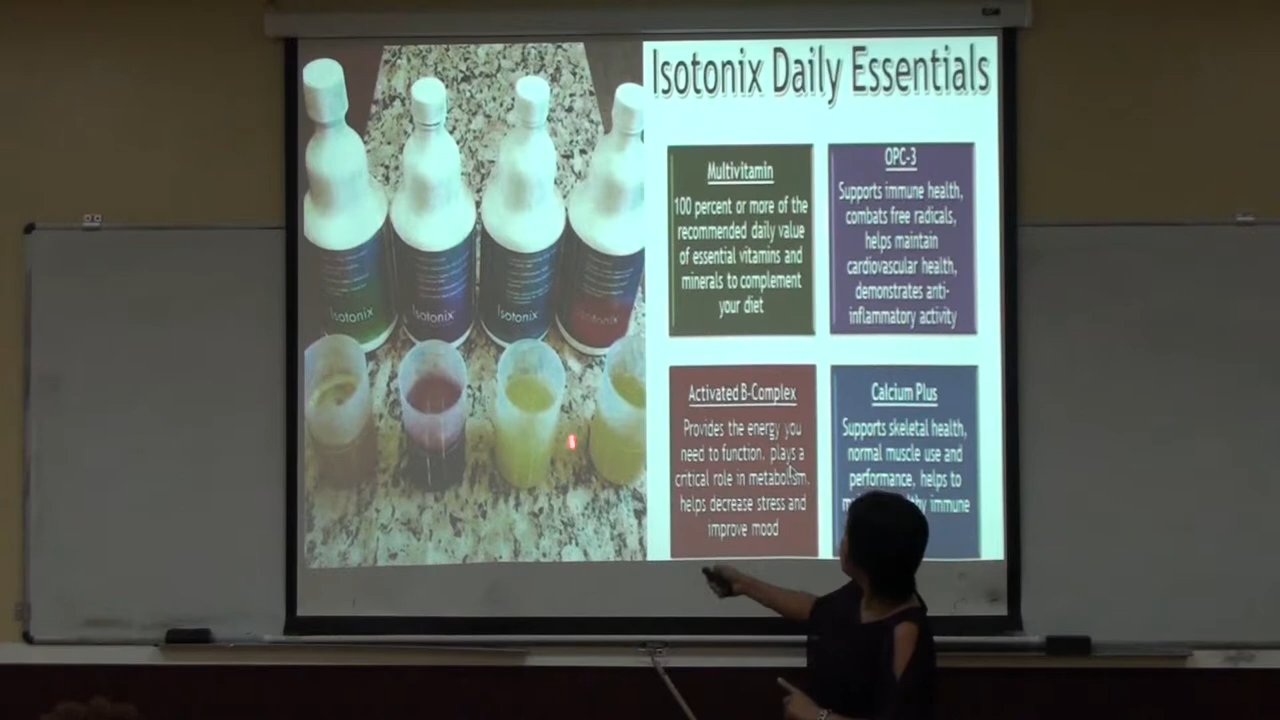 Isotonix Daily Essentials
Multivitamin
100 percent or more of the
recommended daily value
of essential vitamins and
minerals to complement
your diet
OPC-3
Supports immune health,
combats free radicals,
helps maintain
cardiovascular health,
demonstrates anti-
inflammatory activity
Activated B-Complex
Provides the energy you
need to function, plays a
critical role in metabolism,
helps decrease stress and
improve mood
Calcium Plus
Supports skeletal health,
normal muscle use and
performance, helps to
immune
Isotonix
Isotonix
Isotonix
Isotonix